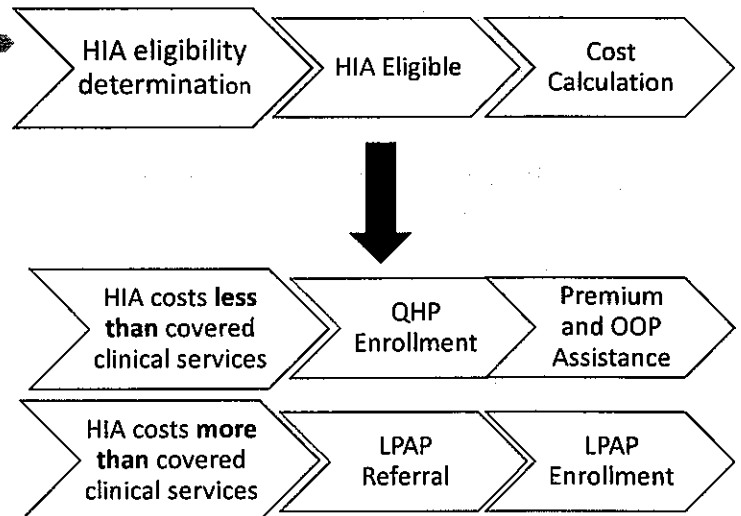 HIA eligibility
determination
HIA Eligible
Cost
Calculation
HIA costs less
than covered
clinical services
QHP
Enrollment
Premium
and OOP
Assistance
HIA costs more
than covered
clinical services
LPAP
Referral
LPAP
Enrollment